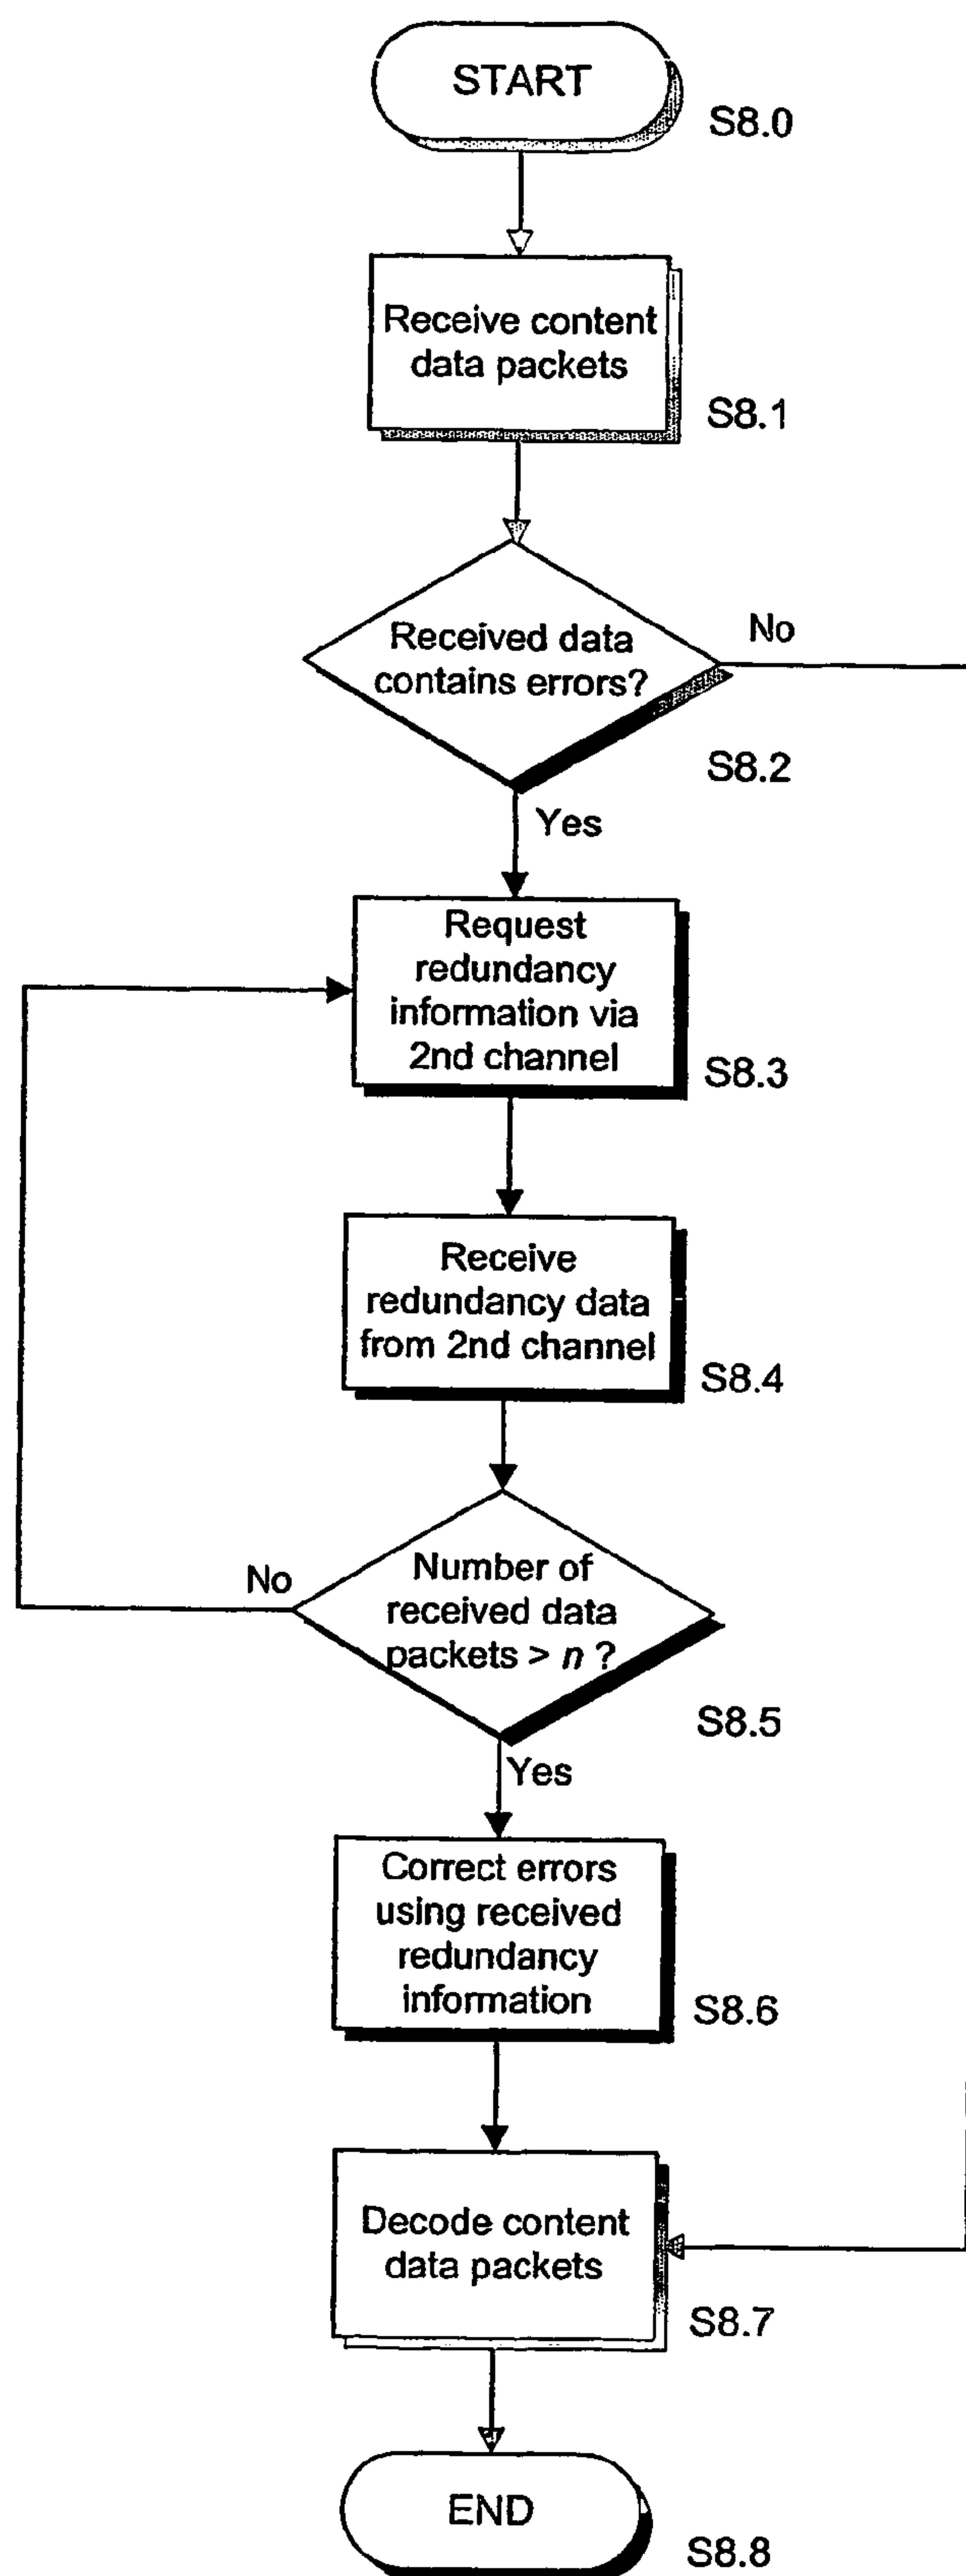 START
S8.0
Receive content
data packets
S8.1
Received data
contains errors?
No
S8.2
Yes
Request
redundancy
information via
2nd channel
S8.3
Receive
redundancy data
from 2nd channel
S8.4
Number of
received data
packets > n ?
No
S8.5
Yes
Correct errors
using received
redundancy
information
S8.6
Decode content
data packets
S8.7
END
S8.8